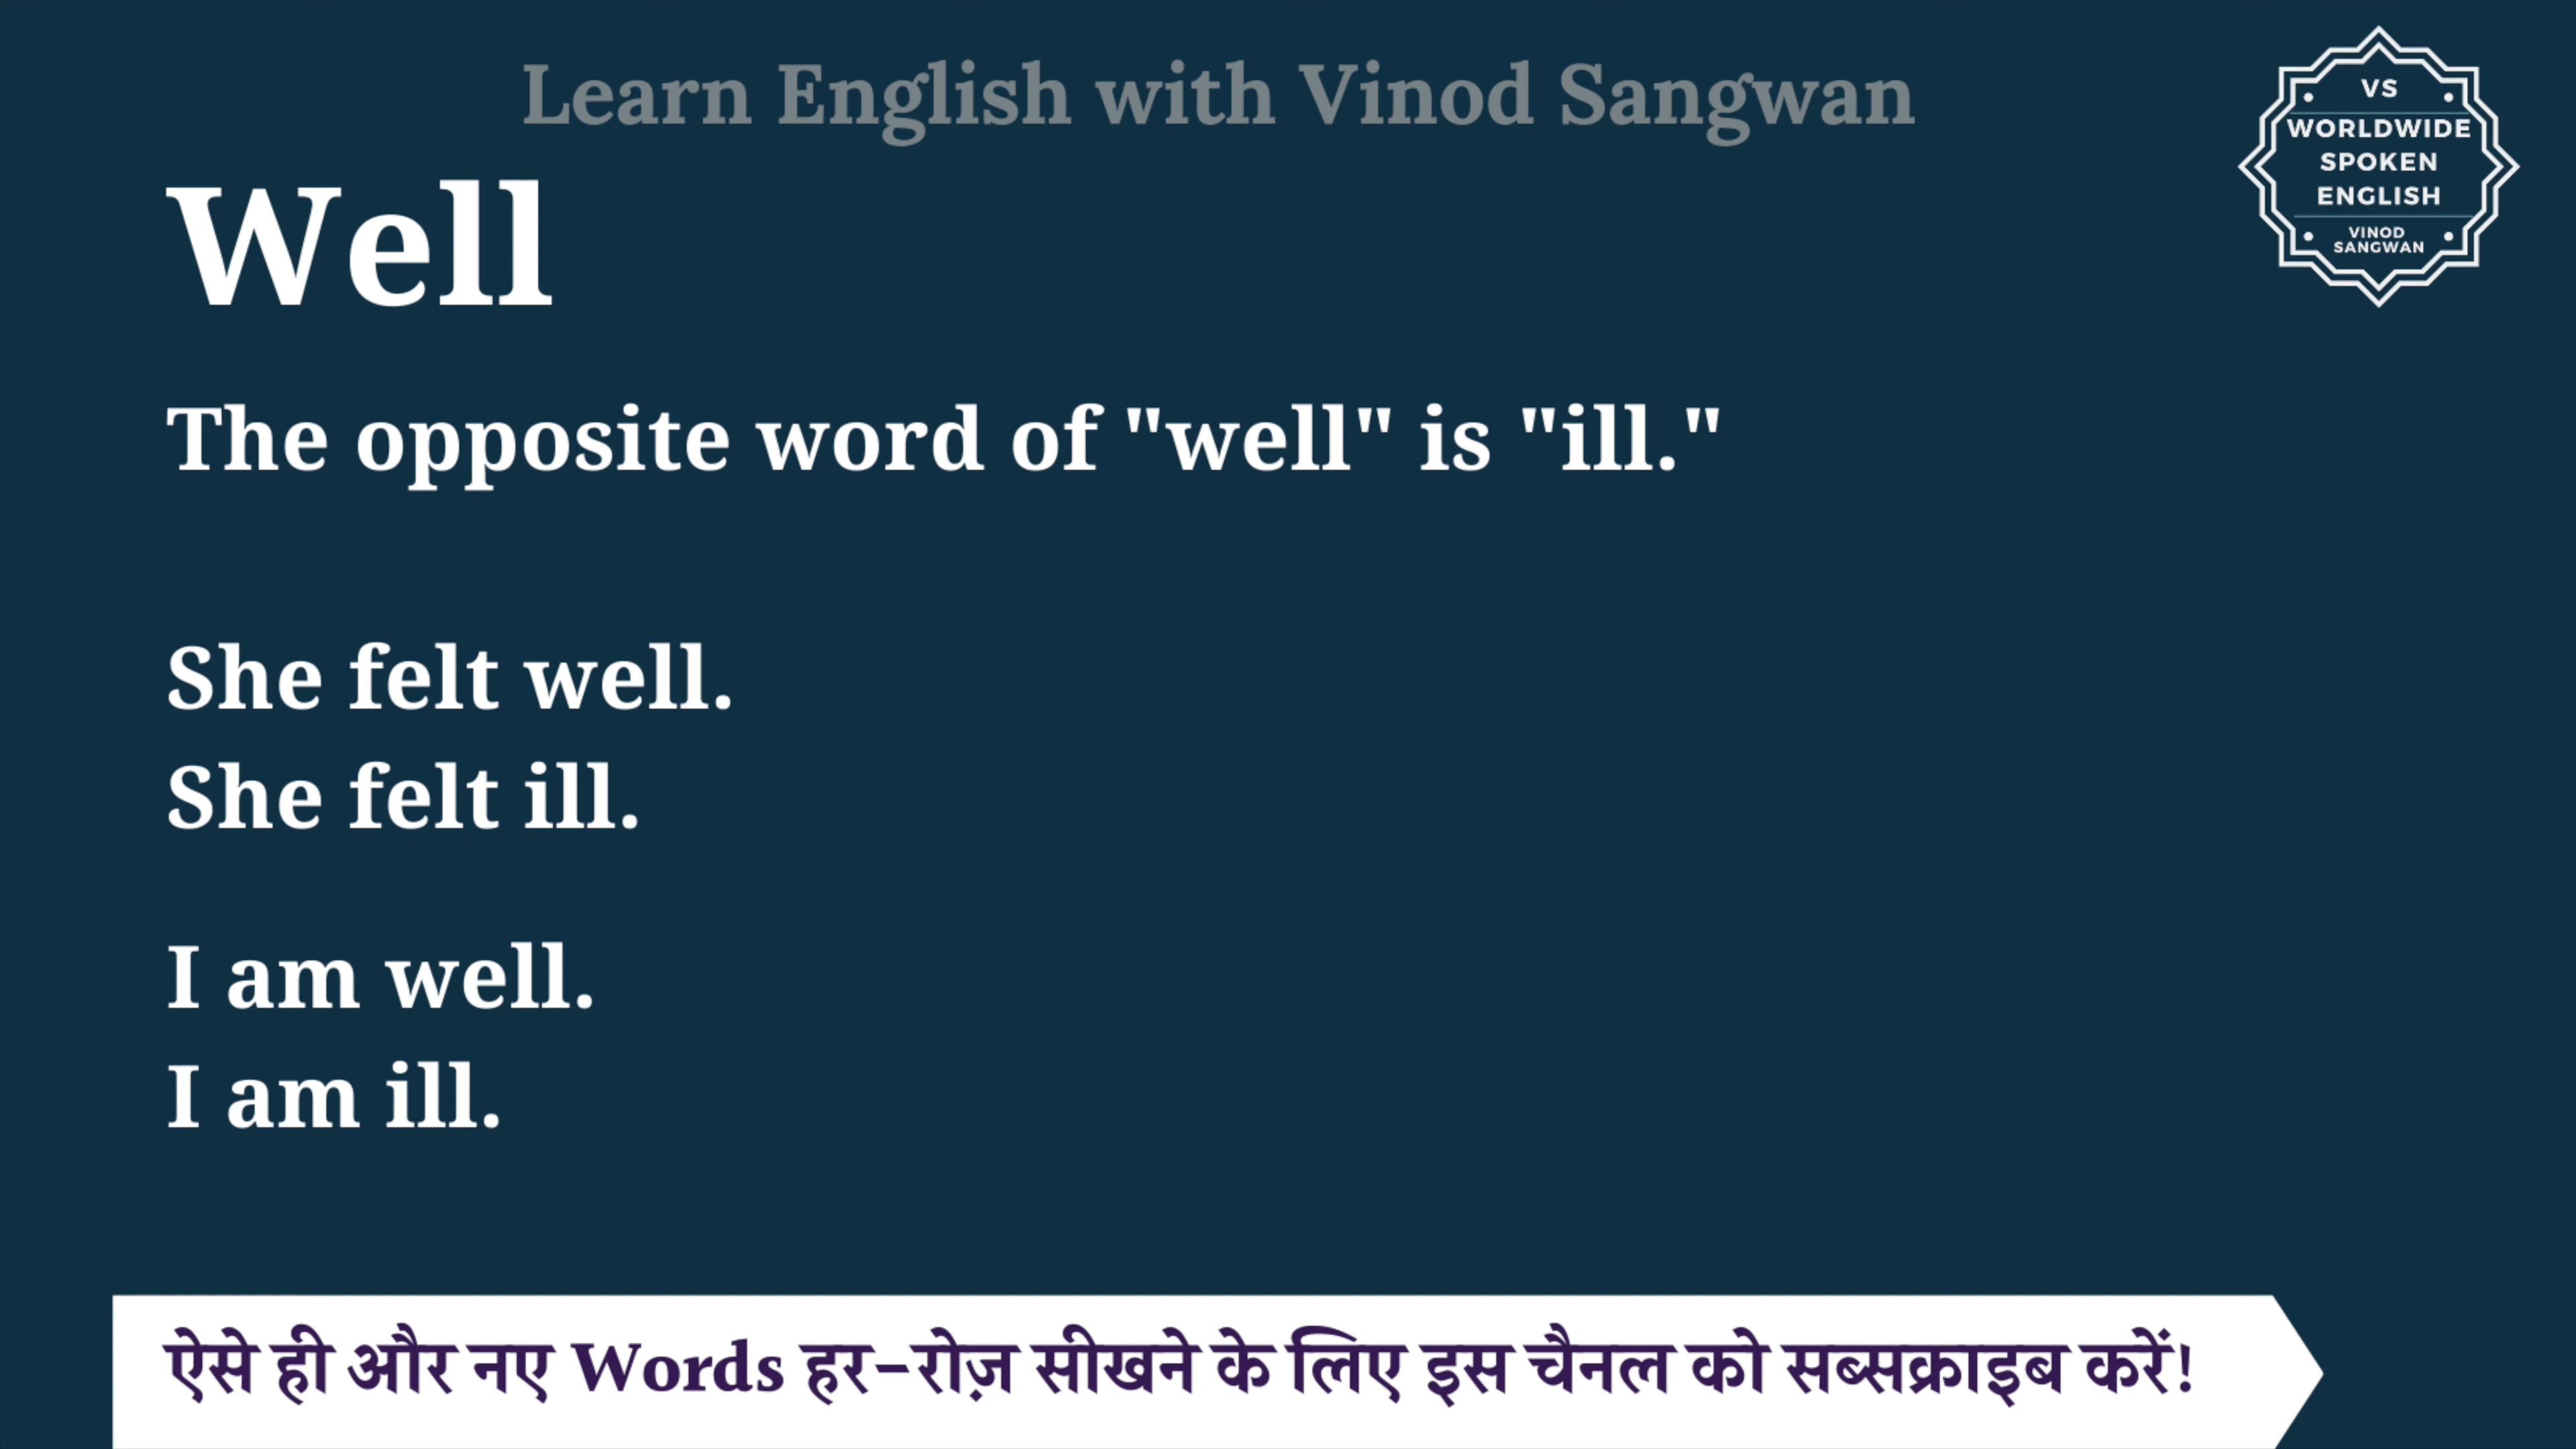 Learn English with Vinod Sangwan
VS
WORLDWIDE
SPOKEN
ENGLISH
VINOD
SANGWAN
Well
The opposite word of "well" is "ill."
She felt well.
She felt ill.
I am well.
I am ill.
ऐसे ही और नए Words हर-रोज़ सीखने के लिए इस चैनल को सब्सक्राइब करें!